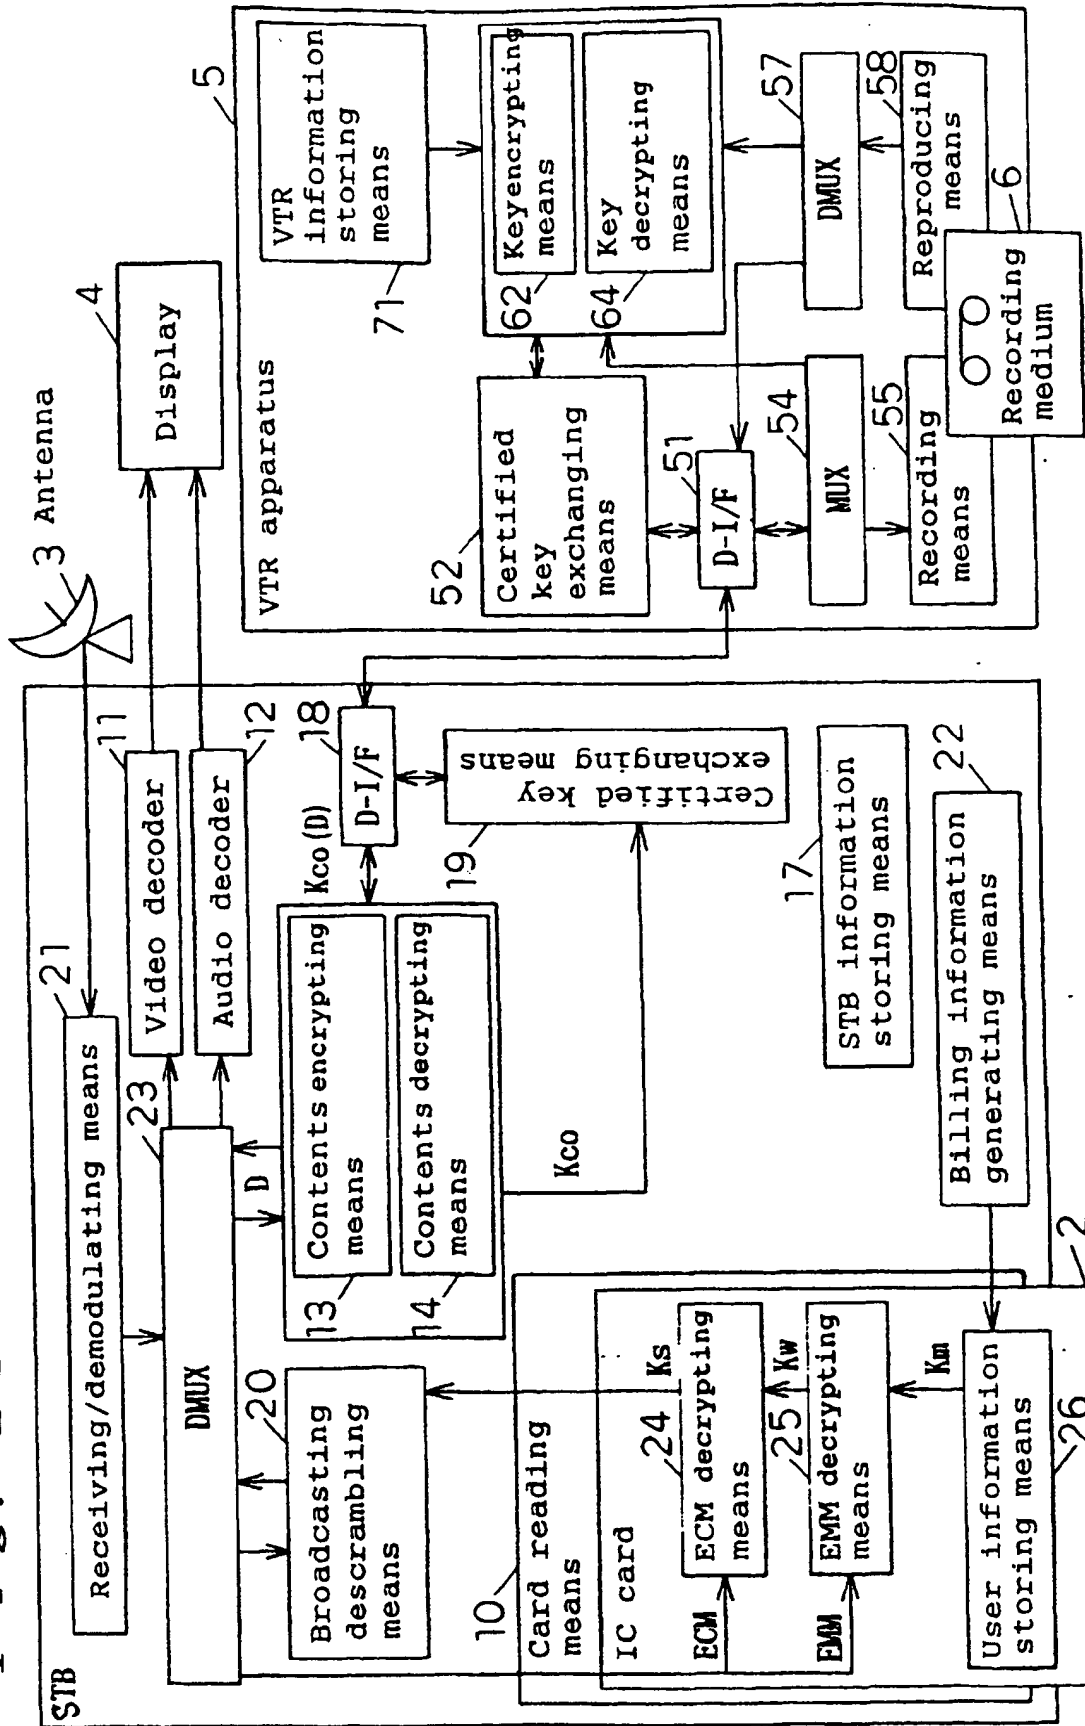 STB
Receiving/demodulating means
21
3 Antenna
4
Display
Video decoder
11
Audio decoder
12
23
DMUX
D
20
Broadcasting
descrambling
means
Contents encrypting
means
13
Contents decrypting
means
14
Kco(D)
18
D-I/F
19
Certified key
exchanging means
Kco
17
STB information
storing means
22
Billing information
generating means
10
Card reading
means
IC card
2
Ks
24
ECM decrypting
means
ECM
Kw
25
EMM decrypting
means
EMM
Km
User information
storing means
26
5
VTR apparatus
VTR
information
storing
means
71
Keyencrypting
means
62
Key
decrypting
means
64
52
Certified
key
exchanging
means
51
D-I/F
54
MUX
57
DMUX
55
Recording
means
58
Reproducing
means
6
Recording
medium